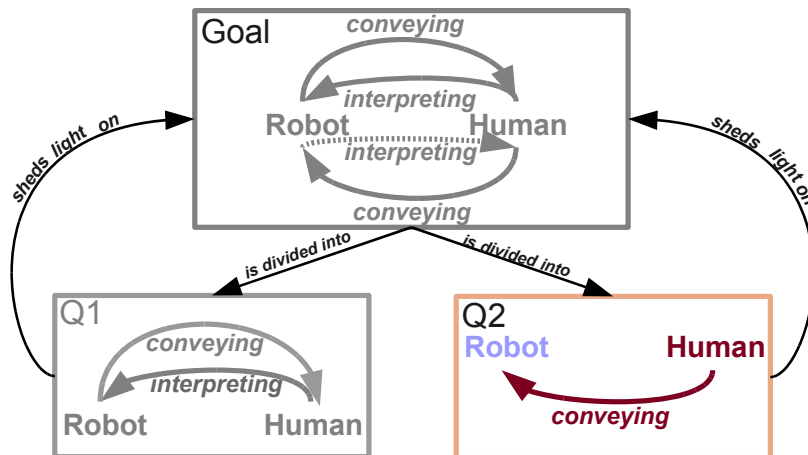 Goal
conveying
interpreting
Robot Human
interpreting
conveying
sheds light on
sheds light on
is divided into
is divided into
Q1
conveying
interpreting
Robot Human
Q2
Robot Human
conveying